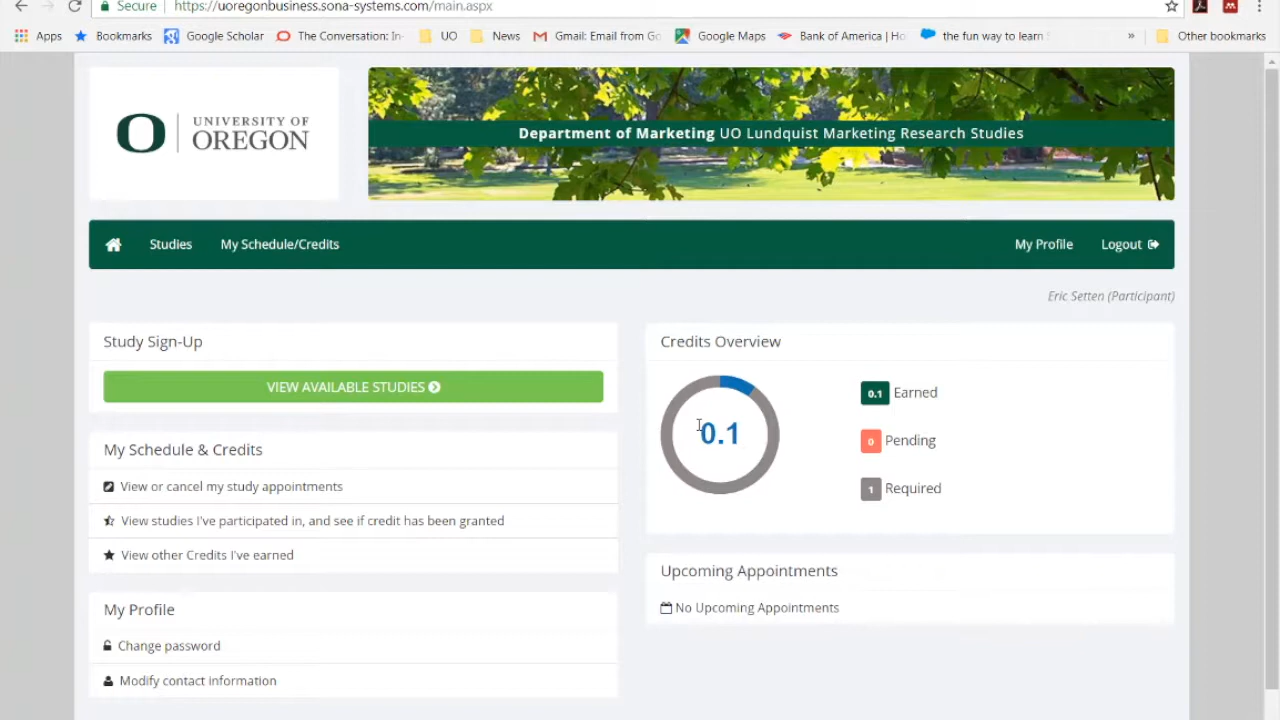 Secure
https://uoregonbusiness.sona-systems.com/main.aspx
Apps
Bookmarks
Google Scholar
The Conversation: In-
UO
News
Gmail: Email from Go
Google Maps
Bank of America | Ho
the fun way to learn
»
Other bookmarks
O | UNIVERSITY OF
OREGON
Department of Marketing UO Lundquist Marketing Research Studies
Studies
My Schedule/Credits
My Profile
Logout
Eric Setten (Participant)
Study Sign-Up
VIEW AVAILABLE STUDIES
My Schedule & Credits
View or cancel my study appointments
View studies I've participated in, and see if credit has been granted
View other Credits I've earned
My Profile
Change password
Modify contact information
Credits Overview
0.1
0.1 Earned
0 Pending
1 Required
Upcoming Appointments
No Upcoming Appointments